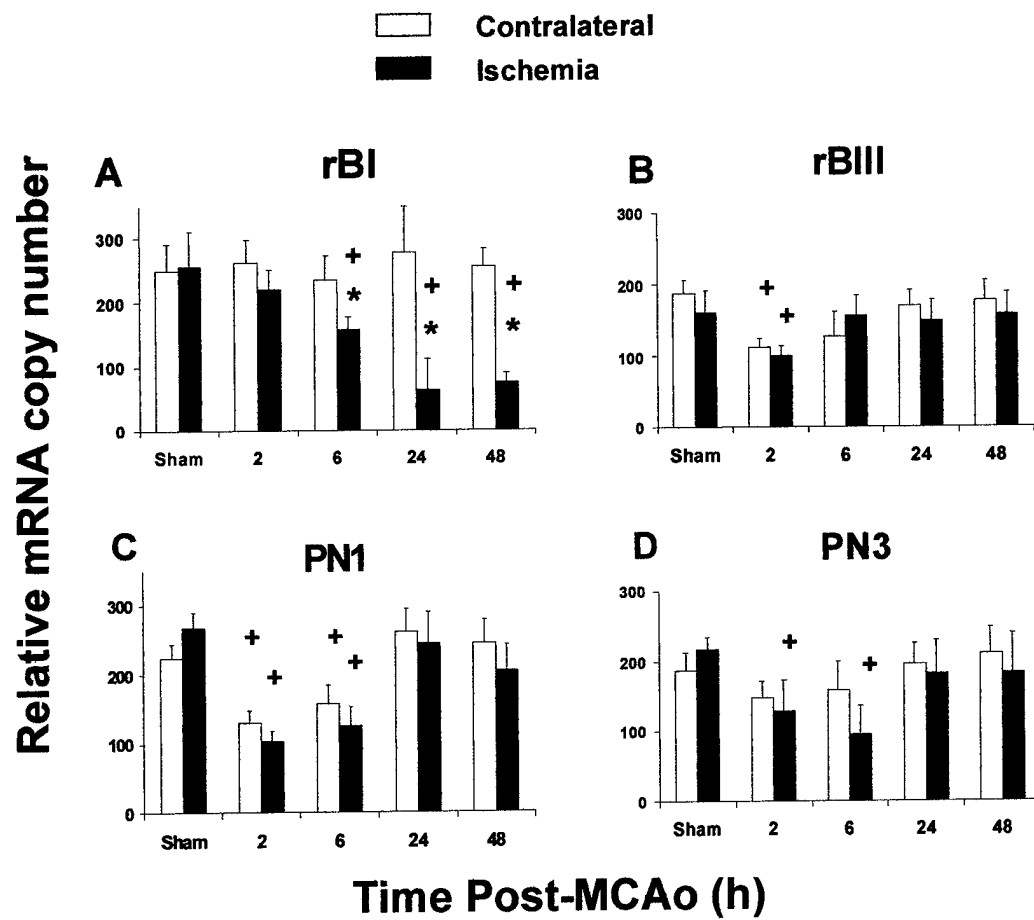 Contralateral
Ischemia
Relative mRNA copy number
A
rBI
300
200
100
0
+
*
+
*
+
*
Sham 2 6 24 48
B
rBIII
300
200
100
0
+
+
Sham 2 6 24 48
C
PN1
300
200
100
0
+
+
+
+
Sham 2 6 24 48
D
PN3
300
200
100
0
+
+
Sham 2 6 24 48
Time Post-MCAo (h)